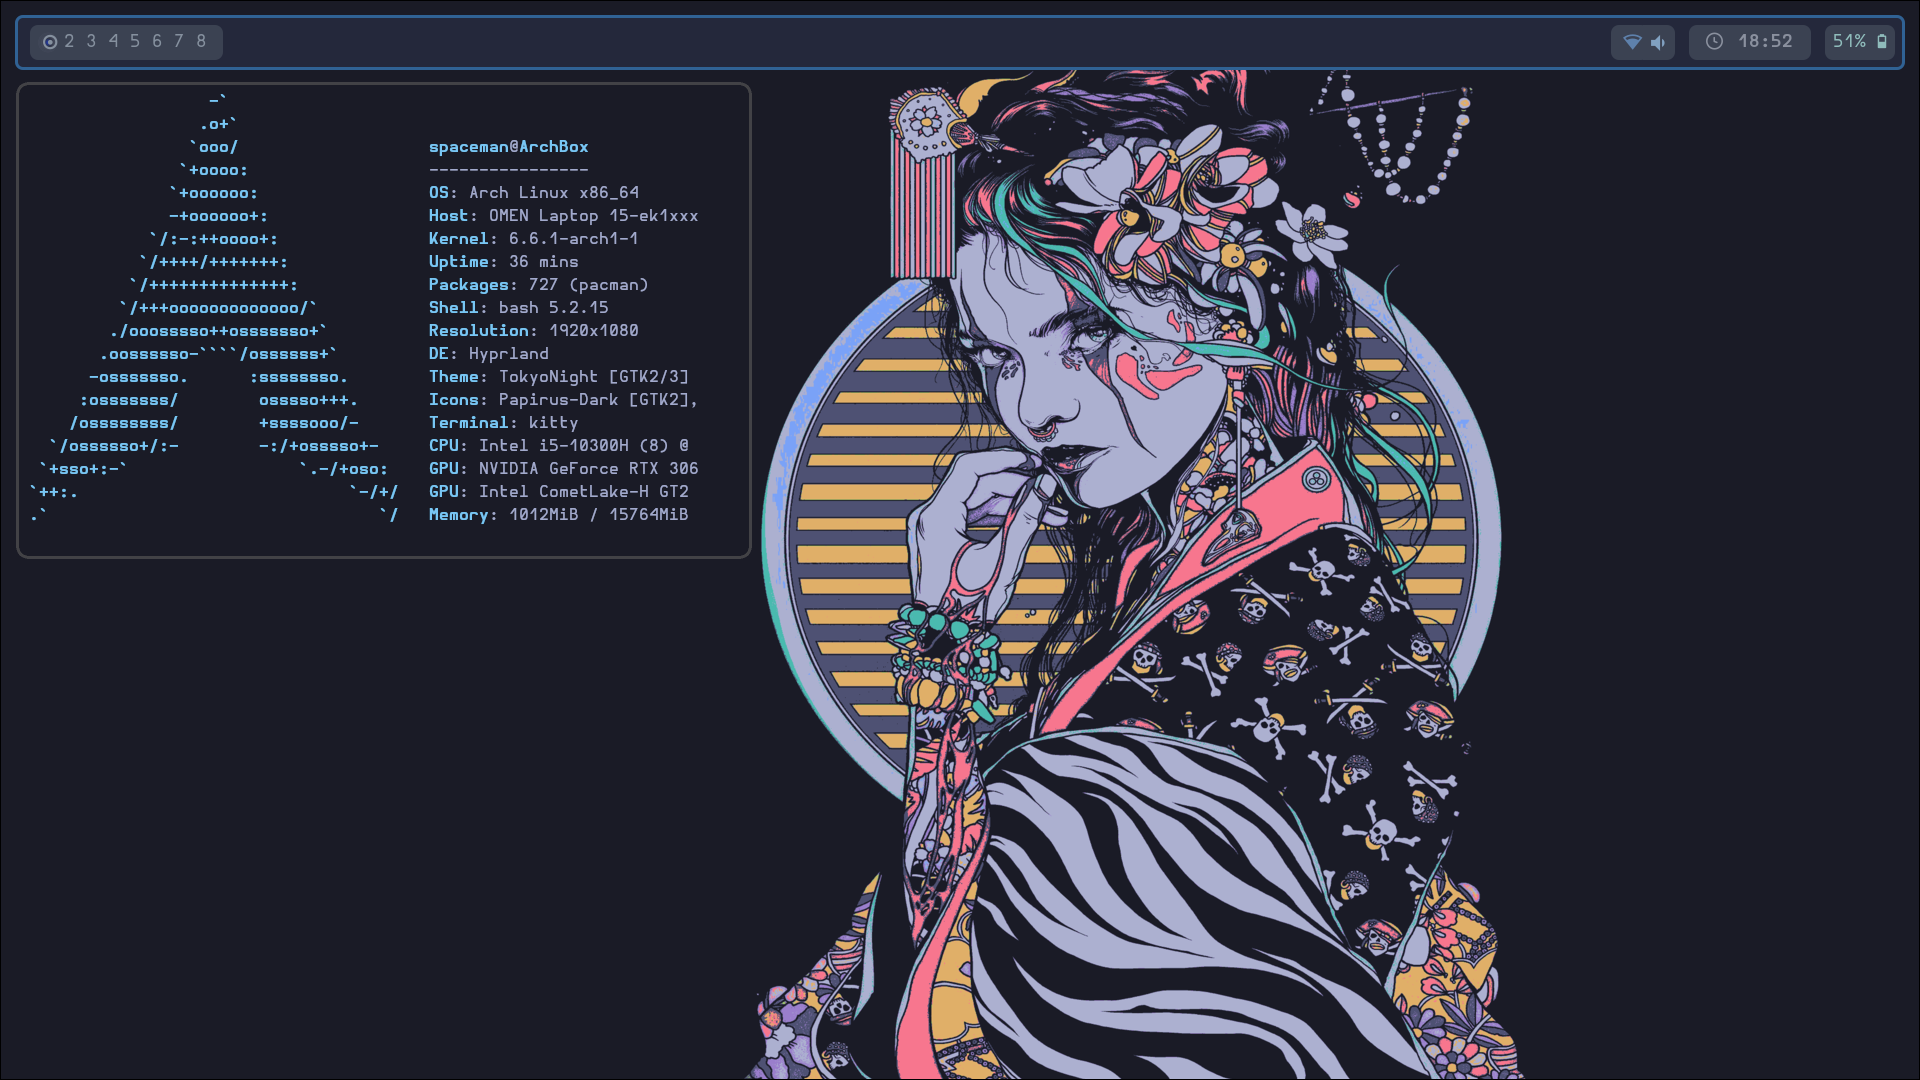 2 3 4 5 6 7 8
18:52
51%
-`
.o+`
`ooo/
`+oooo:
`+oooooo:
-+oooooo+:
`/:-:++oooo+:
`/++++/+++++++:
`/++++++++++++++:
`/+++ooooooooooooo/`
./ooosssso++osssssso+`
.oossssso-````/ossssss+`
-osssssso.      :ssssssso.
:osssssss/        osssso+++.
/ossssssss/        +ssssooo/-
`/ossssso+/:-        -:/+osssso+-
`+sso+:-`                 `.-/+oso:
`++:.                           `-/+/
.`                                 `/
spaceman@ArchBox
----------------
OS: Arch Linux x86_64
Host: OMEN Laptop 15-ek1xxx
Kernel: 6.6.1-arch1-1
Uptime: 36 mins
Packages: 727 (pacman)
Shell: bash 5.2.15
Resolution: 1920x1080
DE: Hyprland
Theme: TokyoNight [GTK2/3]
Icons: Papirus-Dark [GTK2],
Terminal: kitty
CPU: Intel i5-10300H (8) @
GPU: NVIDIA GeForce RTX 306
GPU: Intel CometLake-H GT2
Memory: 1012MiB / 15764MiB